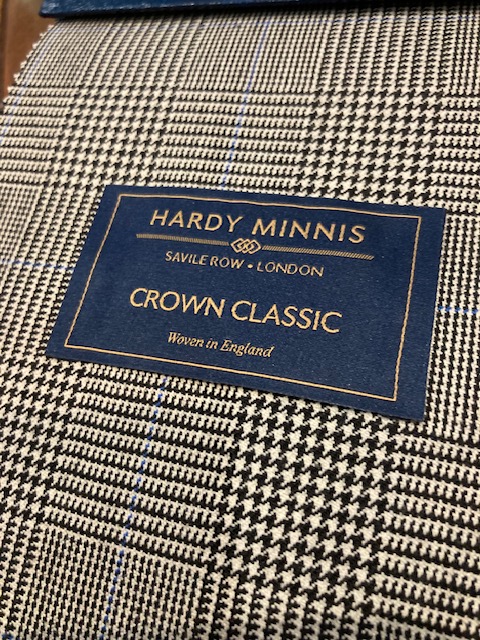 HARDY MINNIS
SAVILE ROW • LONDON
CROWN CLASSIC
Woven in England